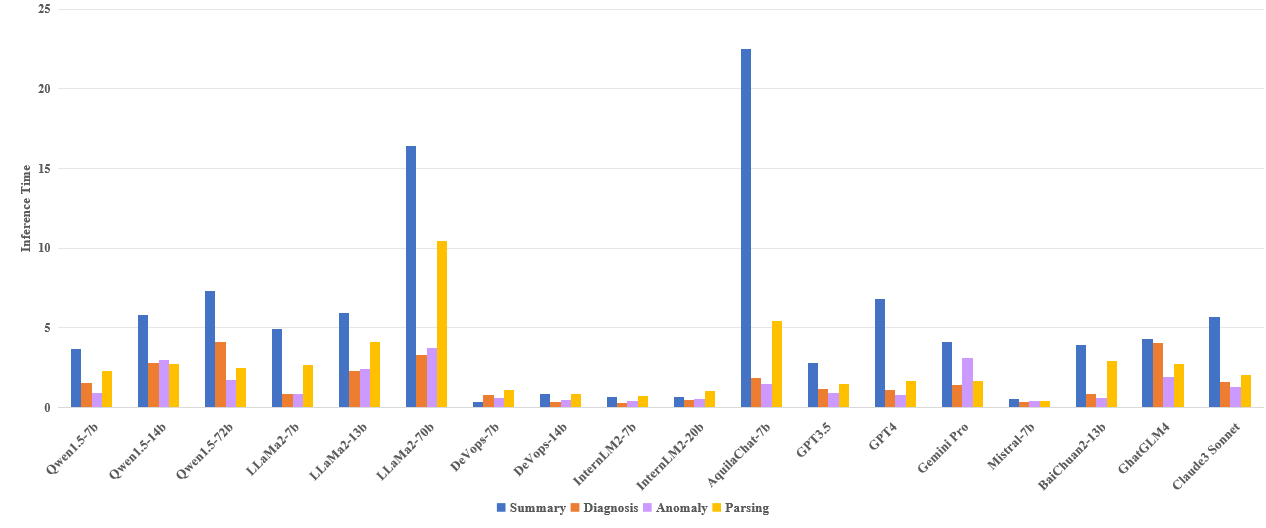 25
20
15
10
5
0
Inference Time
Qwen1.5-7b
Qwen1.5-14b
Qwen1.5-72b
LLaMa2-7b
LLaMa2-13b
LLaMa2-70b
DeVops-7b
DeVops-14b
InternLM2-7b
InternLM2-20b
AquilaChat-7b
GPT3.5
GPT4
Gemini Pro
Mistral-7b
BaiChuan2-13b
GhatGLM4
Claude3 Sonnet
Summary Diagnosis Anomaly Parsing